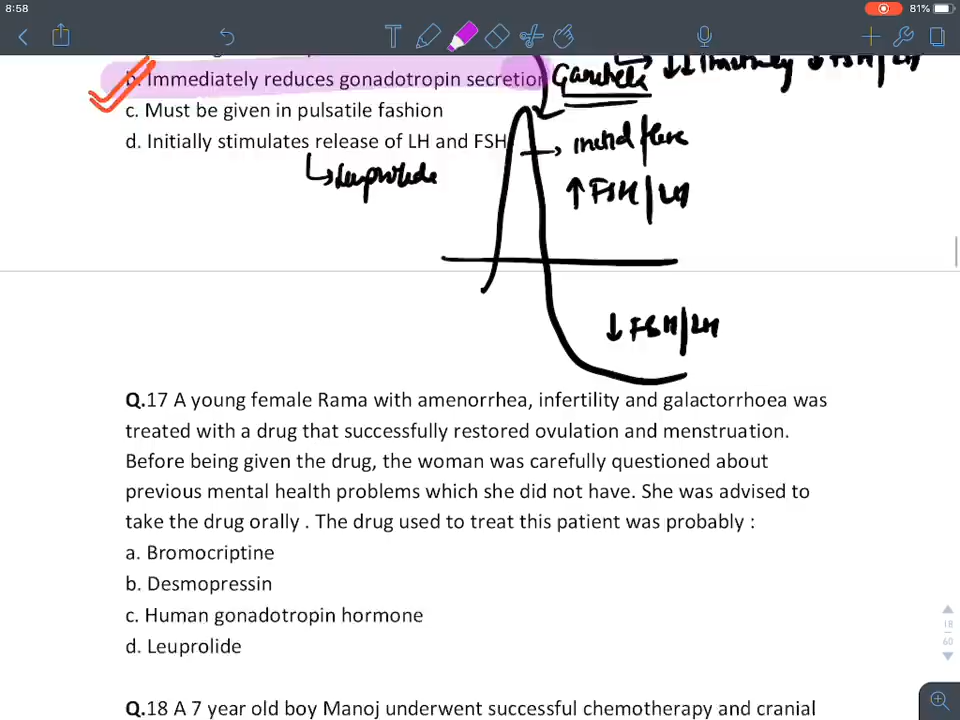 8:58
81%
T
b. Immediately reduces gonadotropin secretion
Ganirelix
c. Must be given in pulsatile fashion
d. Initially stimulates release of LH and FSH
→ initial flare
↳ Leuprolide
↑ FSH/LH
↓ FSH/LH
Q.17 A young female Rama with amenorrhea, infertility and galactorrhoea was
treated with a drug that successfully restored ovulation and menstruation.
Before being given the drug, the woman was carefully questioned about
previous mental health problems which she did not have. She was advised to
take the drug orally . The drug used to treat this patient was probably :
a. Bromocriptine
b. Desmopressin
c. Human gonadotropin hormone
d. Leuprolide
18
60
Q.18 A 7 year old boy Manoj underwent successful chemotherapy and cranial